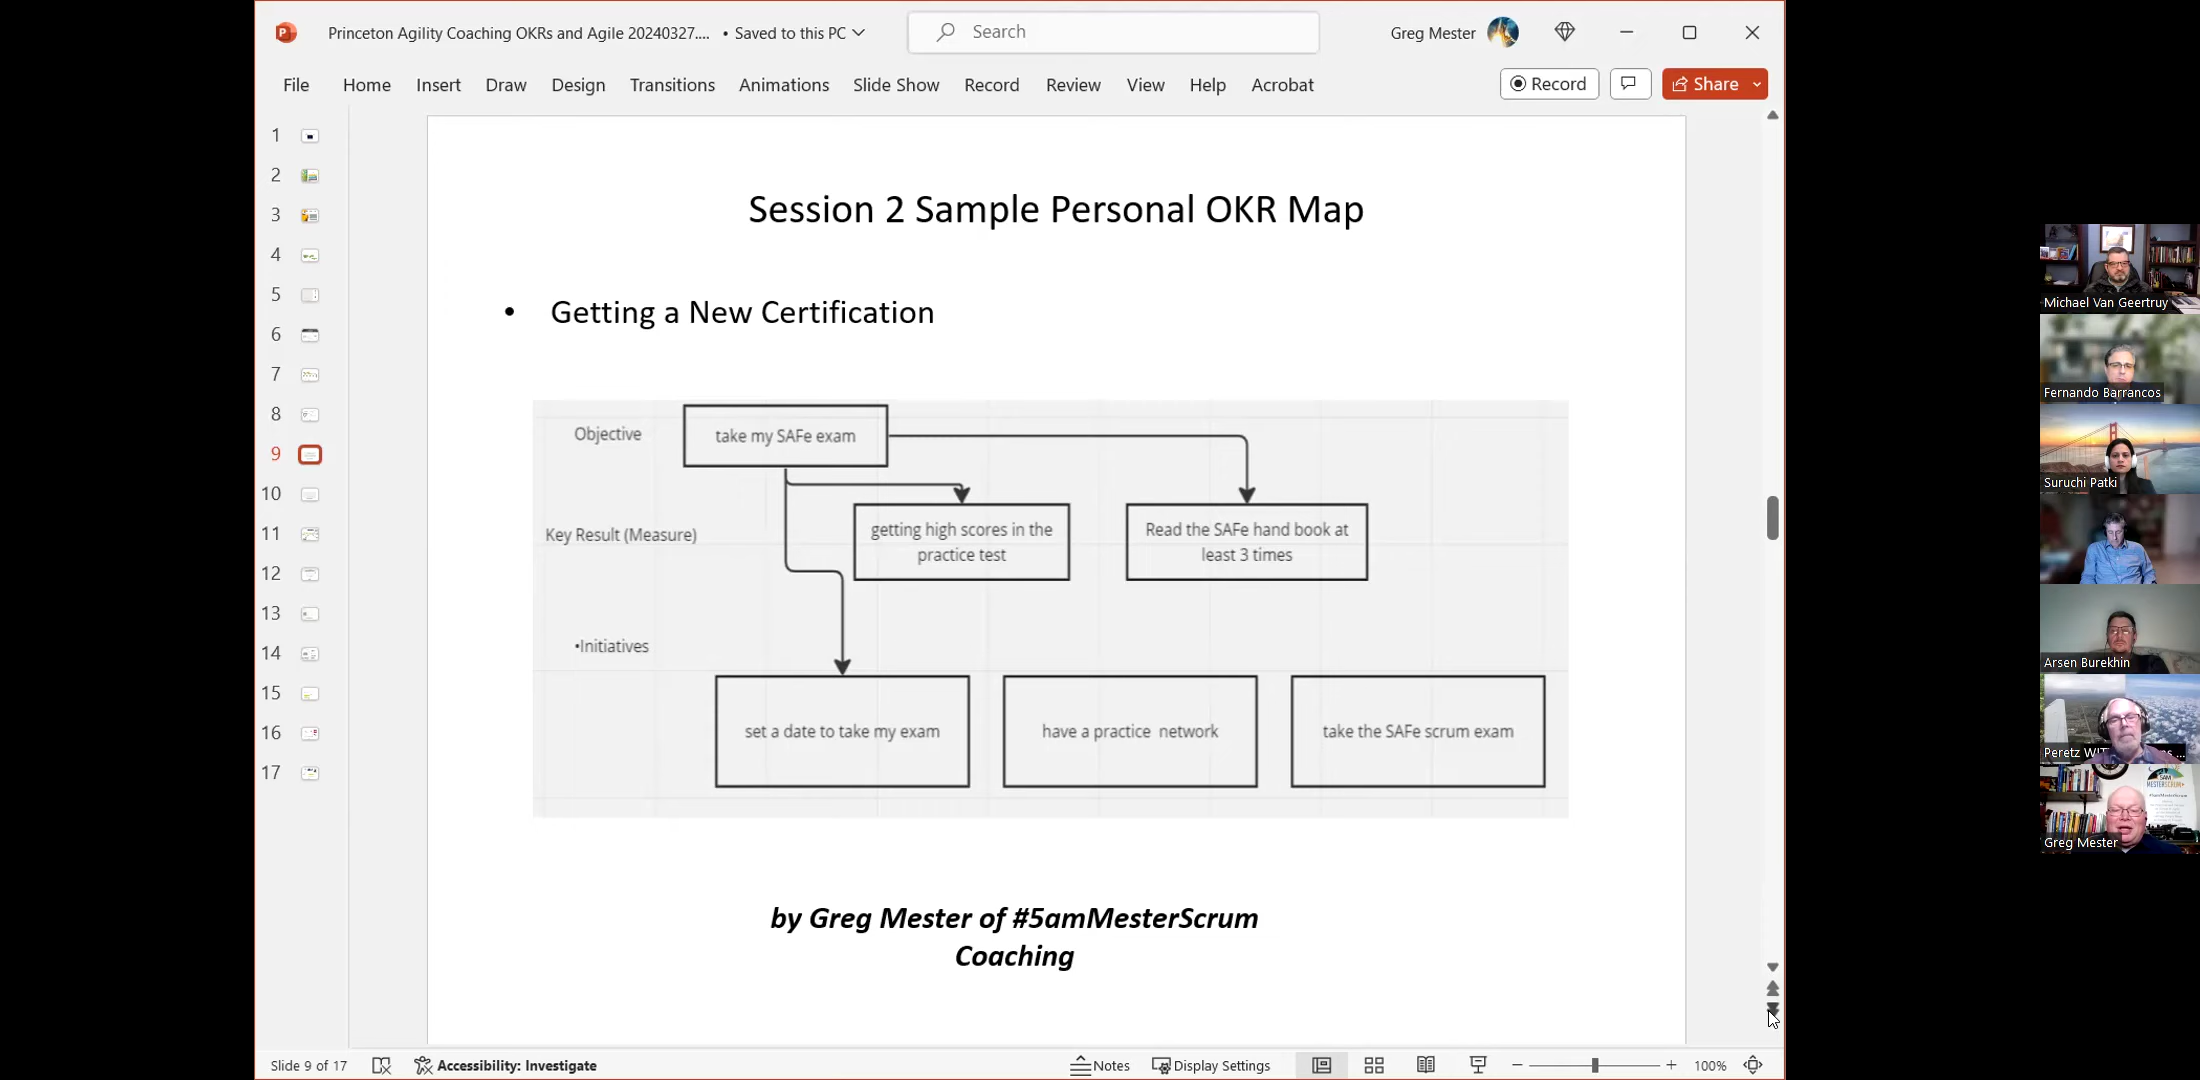 Princeton Agility Coaching OKRs and Agile 20240327.... • Saved to this PC
Search
Greg Mester
File Home Insert Draw Design Transitions Animations Slide Show Record Review View Help Acrobat
Record
Share
1
2
3
4
5
6
7
8
9
10
11
12
13
14
15
16
17
Session 2 Sample Personal OKR Map
• Getting a New Certification
Objective
take my SAFe exam
Key Result (Measure)
getting high scores in the
practice test
Read the SAFe hand book at
least 3 times
•Initiatives
set a date to take my exam
have a practice network
take the SAFe scrum exam
by Greg Mester of #5amMesterScrum
Coaching
Slide 9 of 17
Accessibility: Investigate
Notes
Display Settings
100%
Michael Van Geertruy
Fernando Barrancos
Suruchi Patki
Arsen Burekhin
Peretz
5AM
MESTERSCRUM
Greg Mester